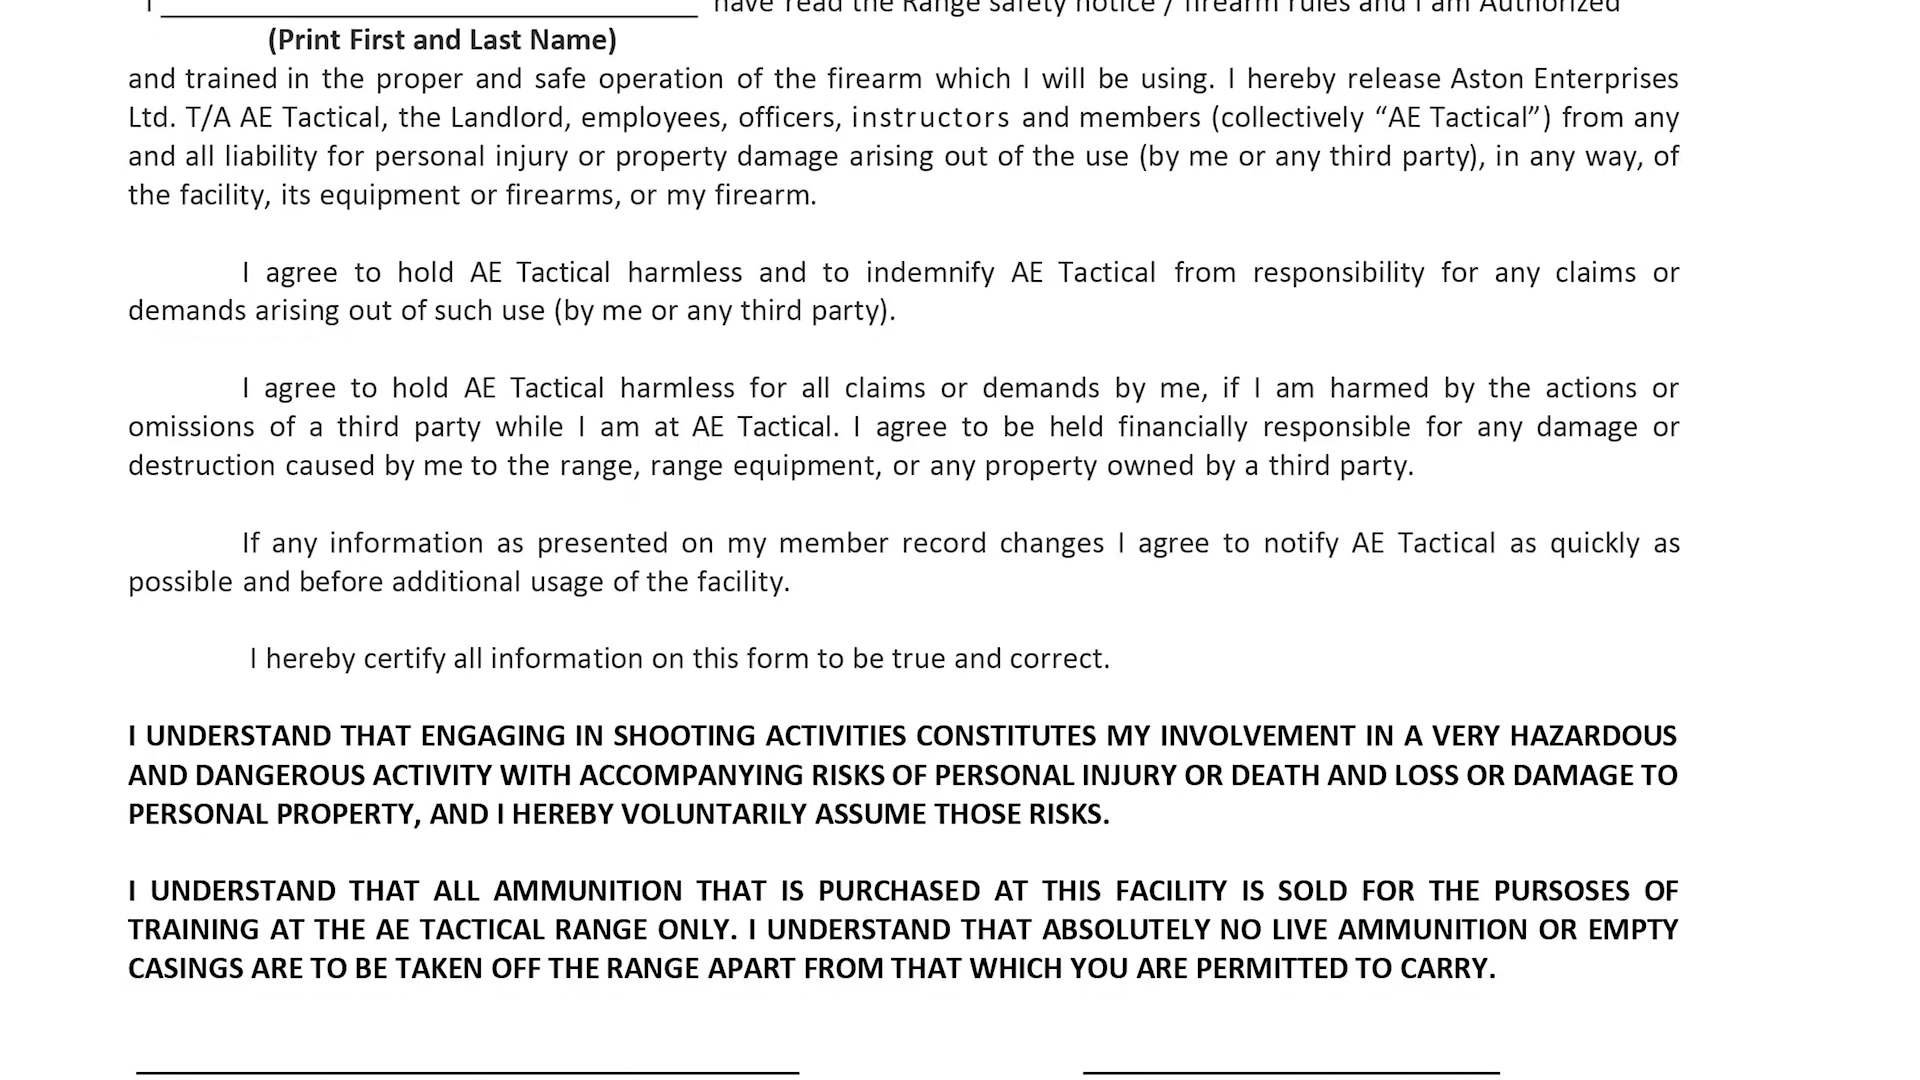 I ______________________________ have read the Range safety notice / firearm rules and I am Authorized
(Print First and Last Name)
and trained in the proper and safe operation of the firearm which I will be using. I hereby release Aston Enterprises
Ltd. T/A AE Tactical, the Landlord, employees, officers, instructors and members (collectively “AE Tactical”) from any
and all liability for personal injury or property damage arising out of the use (by me or any third party), in any way, of
the facility, its equipment or firearms, or my firearm.
I agree to hold AE Tactical harmless and to indemnify AE Tactical from responsibility for any claims or
demands arising out of such use (by me or any third party).
I agree to hold AE Tactical harmless for all claims or demands by me, if I am harmed by the actions or
omissions of a third party while I am at AE Tactical. I agree to be held financially responsible for any damage or
destruction caused by me to the range, range equipment, or any property owned by a third party.
If any information as presented on my member record changes I agree to notify AE Tactical as quickly as
possible and before additional usage of the facility.
I hereby certify all information on this form to be true and correct.
I UNDERSTAND THAT ENGAGING IN SHOOTING ACTIVITIES CONSTITUTES MY INVOLVEMENT IN A VERY HAZARDOUS
AND DANGEROUS ACTIVITY WITH ACCOMPANYING RISKS OF PERSONAL INJURY OR DEATH AND LOSS OR DAMAGE TO
PERSONAL PROPERTY, AND I HEREBY VOLUNTARILY ASSUME THOSE RISKS.
I UNDERSTAND THAT ALL AMMUNITION THAT IS PURCHASED AT THIS FACILITY IS SOLD FOR THE PURSOSES OF
TRAINING AT THE AE TACTICAL RANGE ONLY. I UNDERSTAND THAT ABSOLUTELY NO LIVE AMMUNITION OR EMPTY
CASINGS ARE TO BE TAKEN OFF THE RANGE APART FROM THAT WHICH YOU ARE PERMITTED TO CARRY.